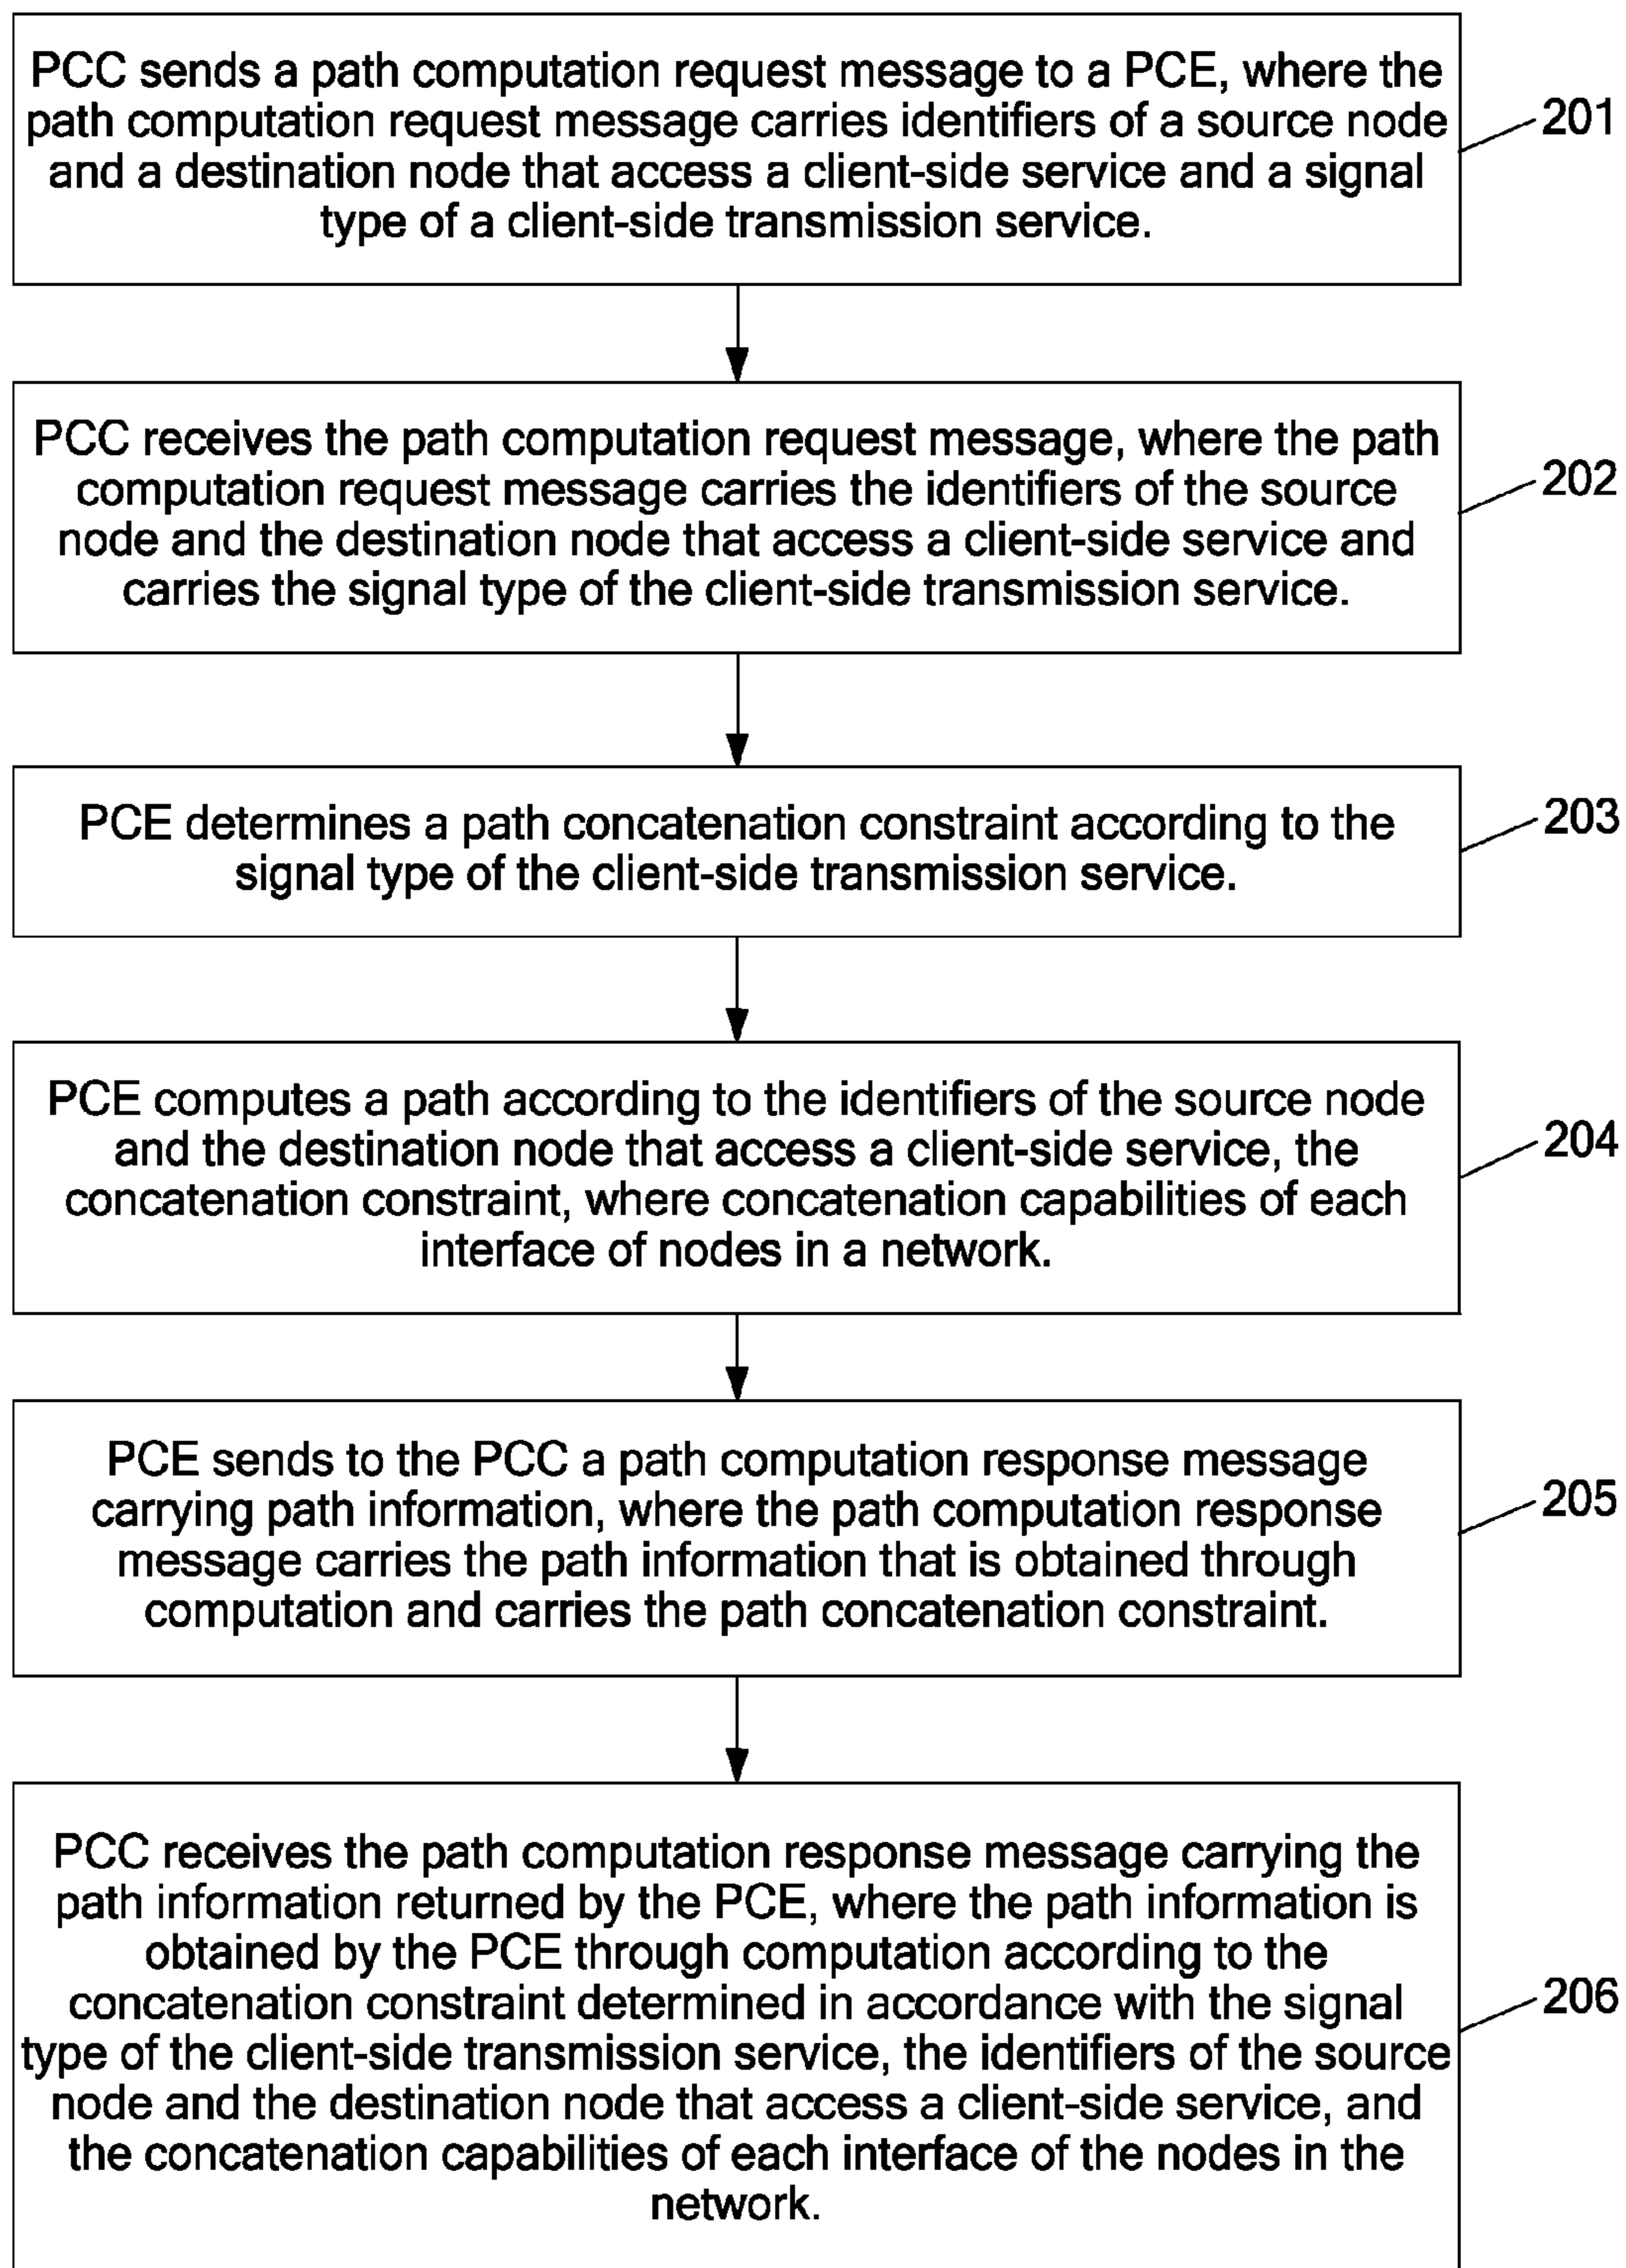 PCC sends a path computation request message to a PCE, where the
path computation request message carries identifiers of a source node
and a destination node that access a client-side service and a signal
type of a client-side transmission service.
201
PCC receives the path computation request message, where the path
computation request message carries the identifiers of the source
node and the destination node that access a client-side service and
carries the signal type of the client-side transmission service.
202
PCE determines a path concatenation constraint according to the
signal type of the client-side transmission service.
203
PCE computes a path according to the identifiers of the source node
and the destination node that access a client-side service, the
concatenation constraint, where concatenation capabilities of each
interface of nodes in a network.
204
PCE sends to the PCC a path computation response message
carrying path information, where the path computation response
message carries the path information that is obtained through
computation and carries the path concatenation constraint.
205
PCC receives the path computation response message carrying the
path information returned by the PCE, where the path information is
obtained by the PCE through computation according to the
concatenation constraint determined in accordance with the signal
type of the client-side transmission service, the identifiers of the source
node and the destination node that access a client-side service, and
the concatenation capabilities of each interface of the nodes in the
network.
206